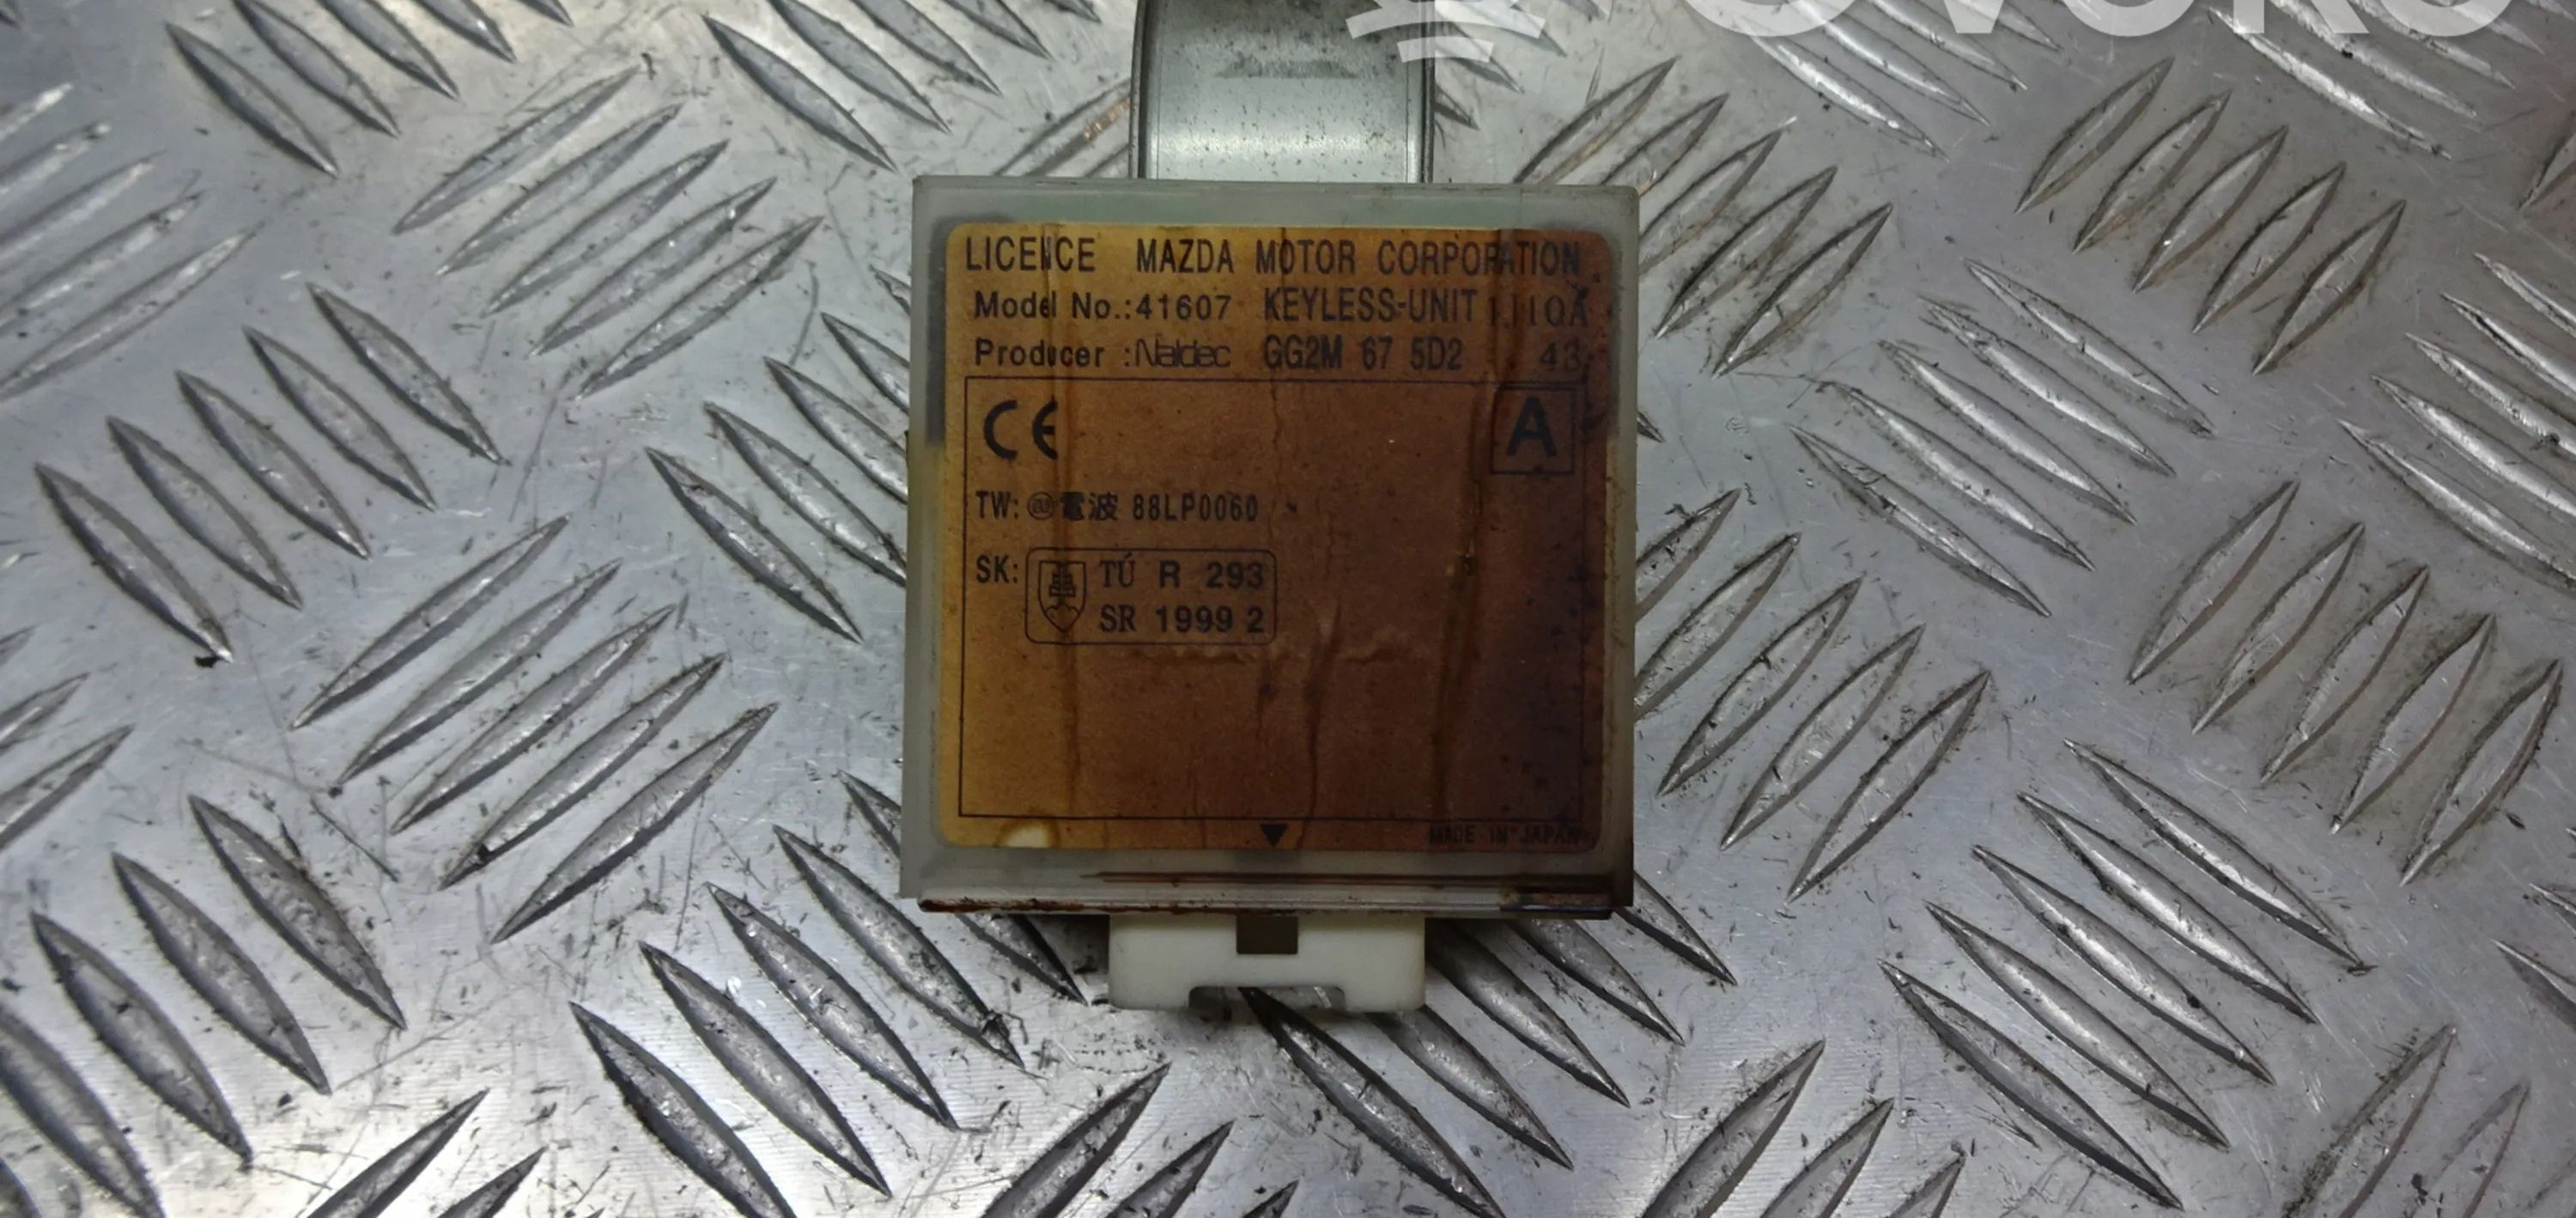 LICENCE MAZDA MOTOR CORPORATION
Model No.:41607 KEYLESS-UNIT 1J10A
Producer :Naldec GG2M 67 5D2 43
CE A
TW: 電波 88LP0060
SK: TÚ R 293
SR 1999 2
MADE IN JAPAN